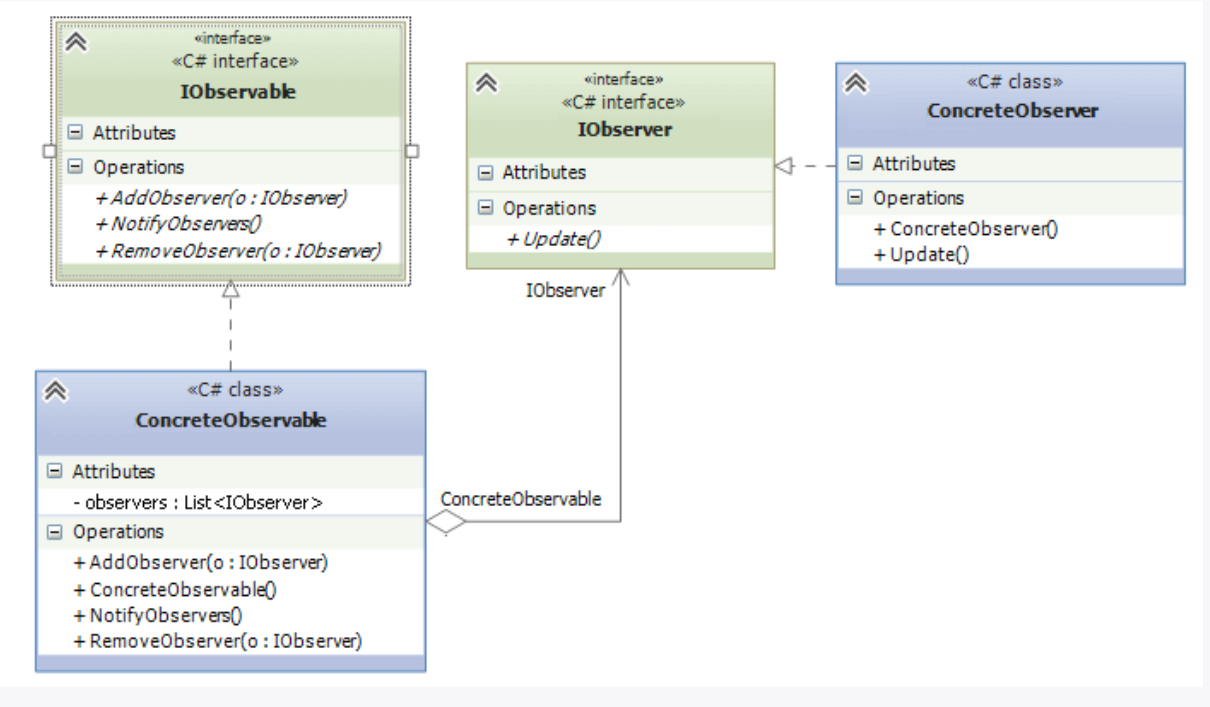 «interface»
«C# interface»
IObservable
Attributes
Operations
+ AddObserver(o : IObserver)
+ NotifyObservers()
+ RemoveObserver(o : IObserver)
«interface»
«C# interface»
IObserver
Attributes
Operations
+ Update()
«C# class»
ConcreteObserver
Attributes
Operations
+ ConcreteObserver()
+ Update()
IObserver
«C# class»
ConcreteObservable
Attributes
- observers : List<IObserver>
Operations
+ AddObserver(o : IObserver)
+ ConcreteObservable()
+ NotifyObservers()
+ RemoveObserver(o : IObserver)
ConcreteObservable